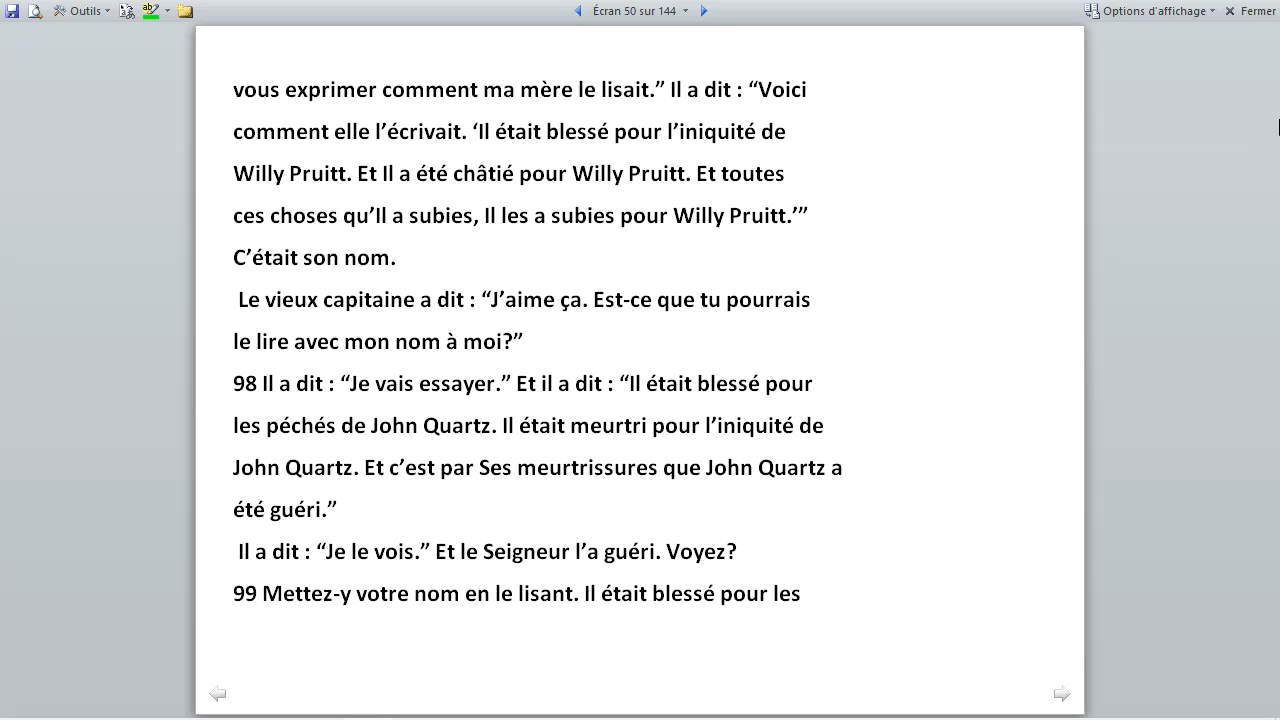 Outils
Écran 50 sur 144
Options d'affichage
Fermer
vous exprimer comment ma mère le lisait.” Il a dit : “Voici
comment elle l’écrivait. ‘Il était blessé pour l’iniquité de
Willy Pruitt. Et Il a été châtié pour Willy Pruitt. Et toutes
ces choses qu’Il a subies, Il les a subies pour Willy Pruitt.’”
C’était son nom.
Le vieux capitaine a dit : “J’aime ça. Est-ce que tu pourrais
le lire avec mon nom à moi?”
98 Il a dit : “Je vais essayer.” Et il a dit : “Il était blessé pour
les péchés de John Quartz. Il était meurtri pour l’iniquité de
John Quartz. Et c’est par Ses meurtrissures que John Quartz a
été guéri.”
Il a dit : “Je le vois.” Et le Seigneur l’a guéri. Voyez?
99 Mettez-y votre nom en le lisant. Il était blessé pour les